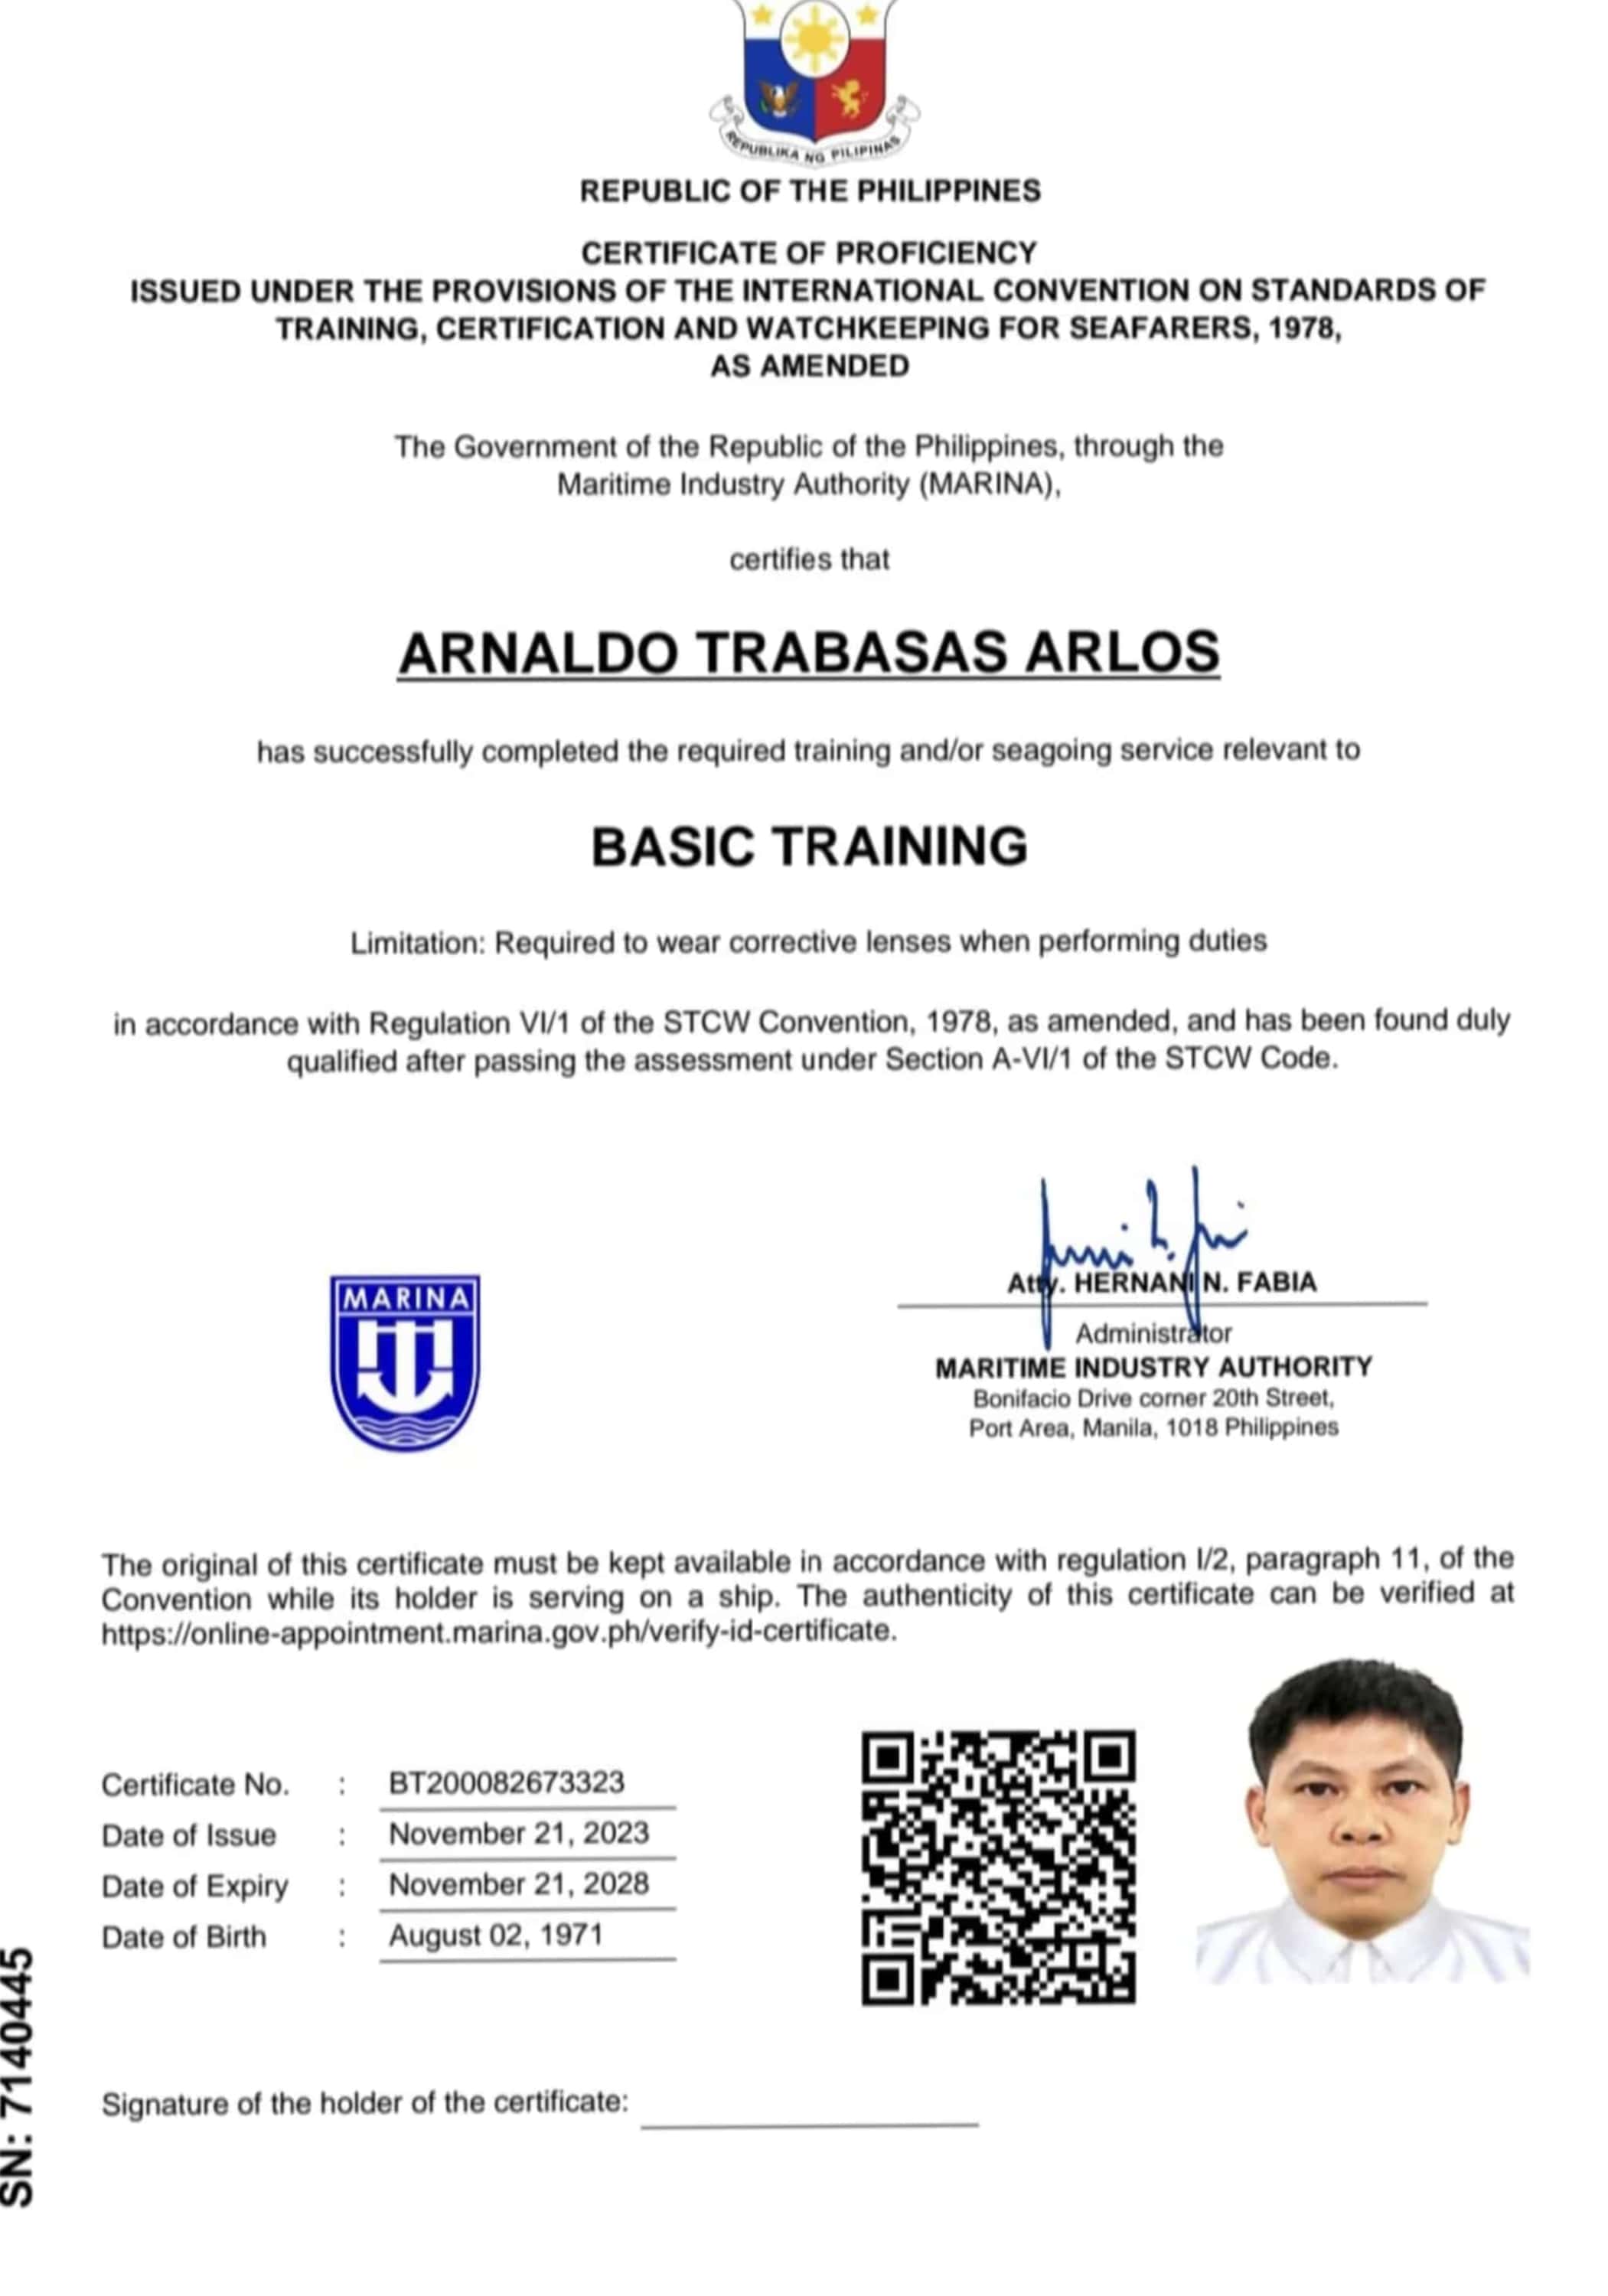 REPUBLIKA NG PILIPINAS
REPUBLIC OF THE PHILIPPINES
CERTIFICATE OF PROFICIENCY
ISSUED UNDER THE PROVISIONS OF THE INTERNATIONAL CONVENTION ON STANDARDS OF
TRAINING, CERTIFICATION AND WATCHKEEPING FOR SEAFARERS, 1978,
AS AMENDED
The Government of the Republic of the Philippines, through the
Maritime Industry Authority (MARINA),
certifies that
ARNALDO TRABASAS ARLOS
has successfully completed the required training and/or seagoing service relevant to
BASIC TRAINING
Limitation: Required to wear corrective lenses when performing duties
in accordance with Regulation VI/1 of the STCW Convention, 1978, as amended, and has been found duly
qualified after passing the assessment under Section A-VI/1 of the STCW Code.
MARINA
Atty. HERNANI N. FABIA
Administrator
MARITIME INDUSTRY AUTHORITY
Bonifacio Drive corner 20th Street,
Port Area, Manila, 1018 Philippines
The original of this certificate must be kept available in accordance with regulation I/2, paragraph 11, of the
Convention while its holder is serving on a ship. The authenticity of this certificate can be verified at
https://online-appointment.marina.gov.ph/verify-id-certificate.
Certificate No. : BT200082673323
Date of Issue : November 21, 2023
Date of Expiry : November 21, 2028
Date of Birth : August 02, 1971
Signature of the holder of the certificate:
SN: 7140445